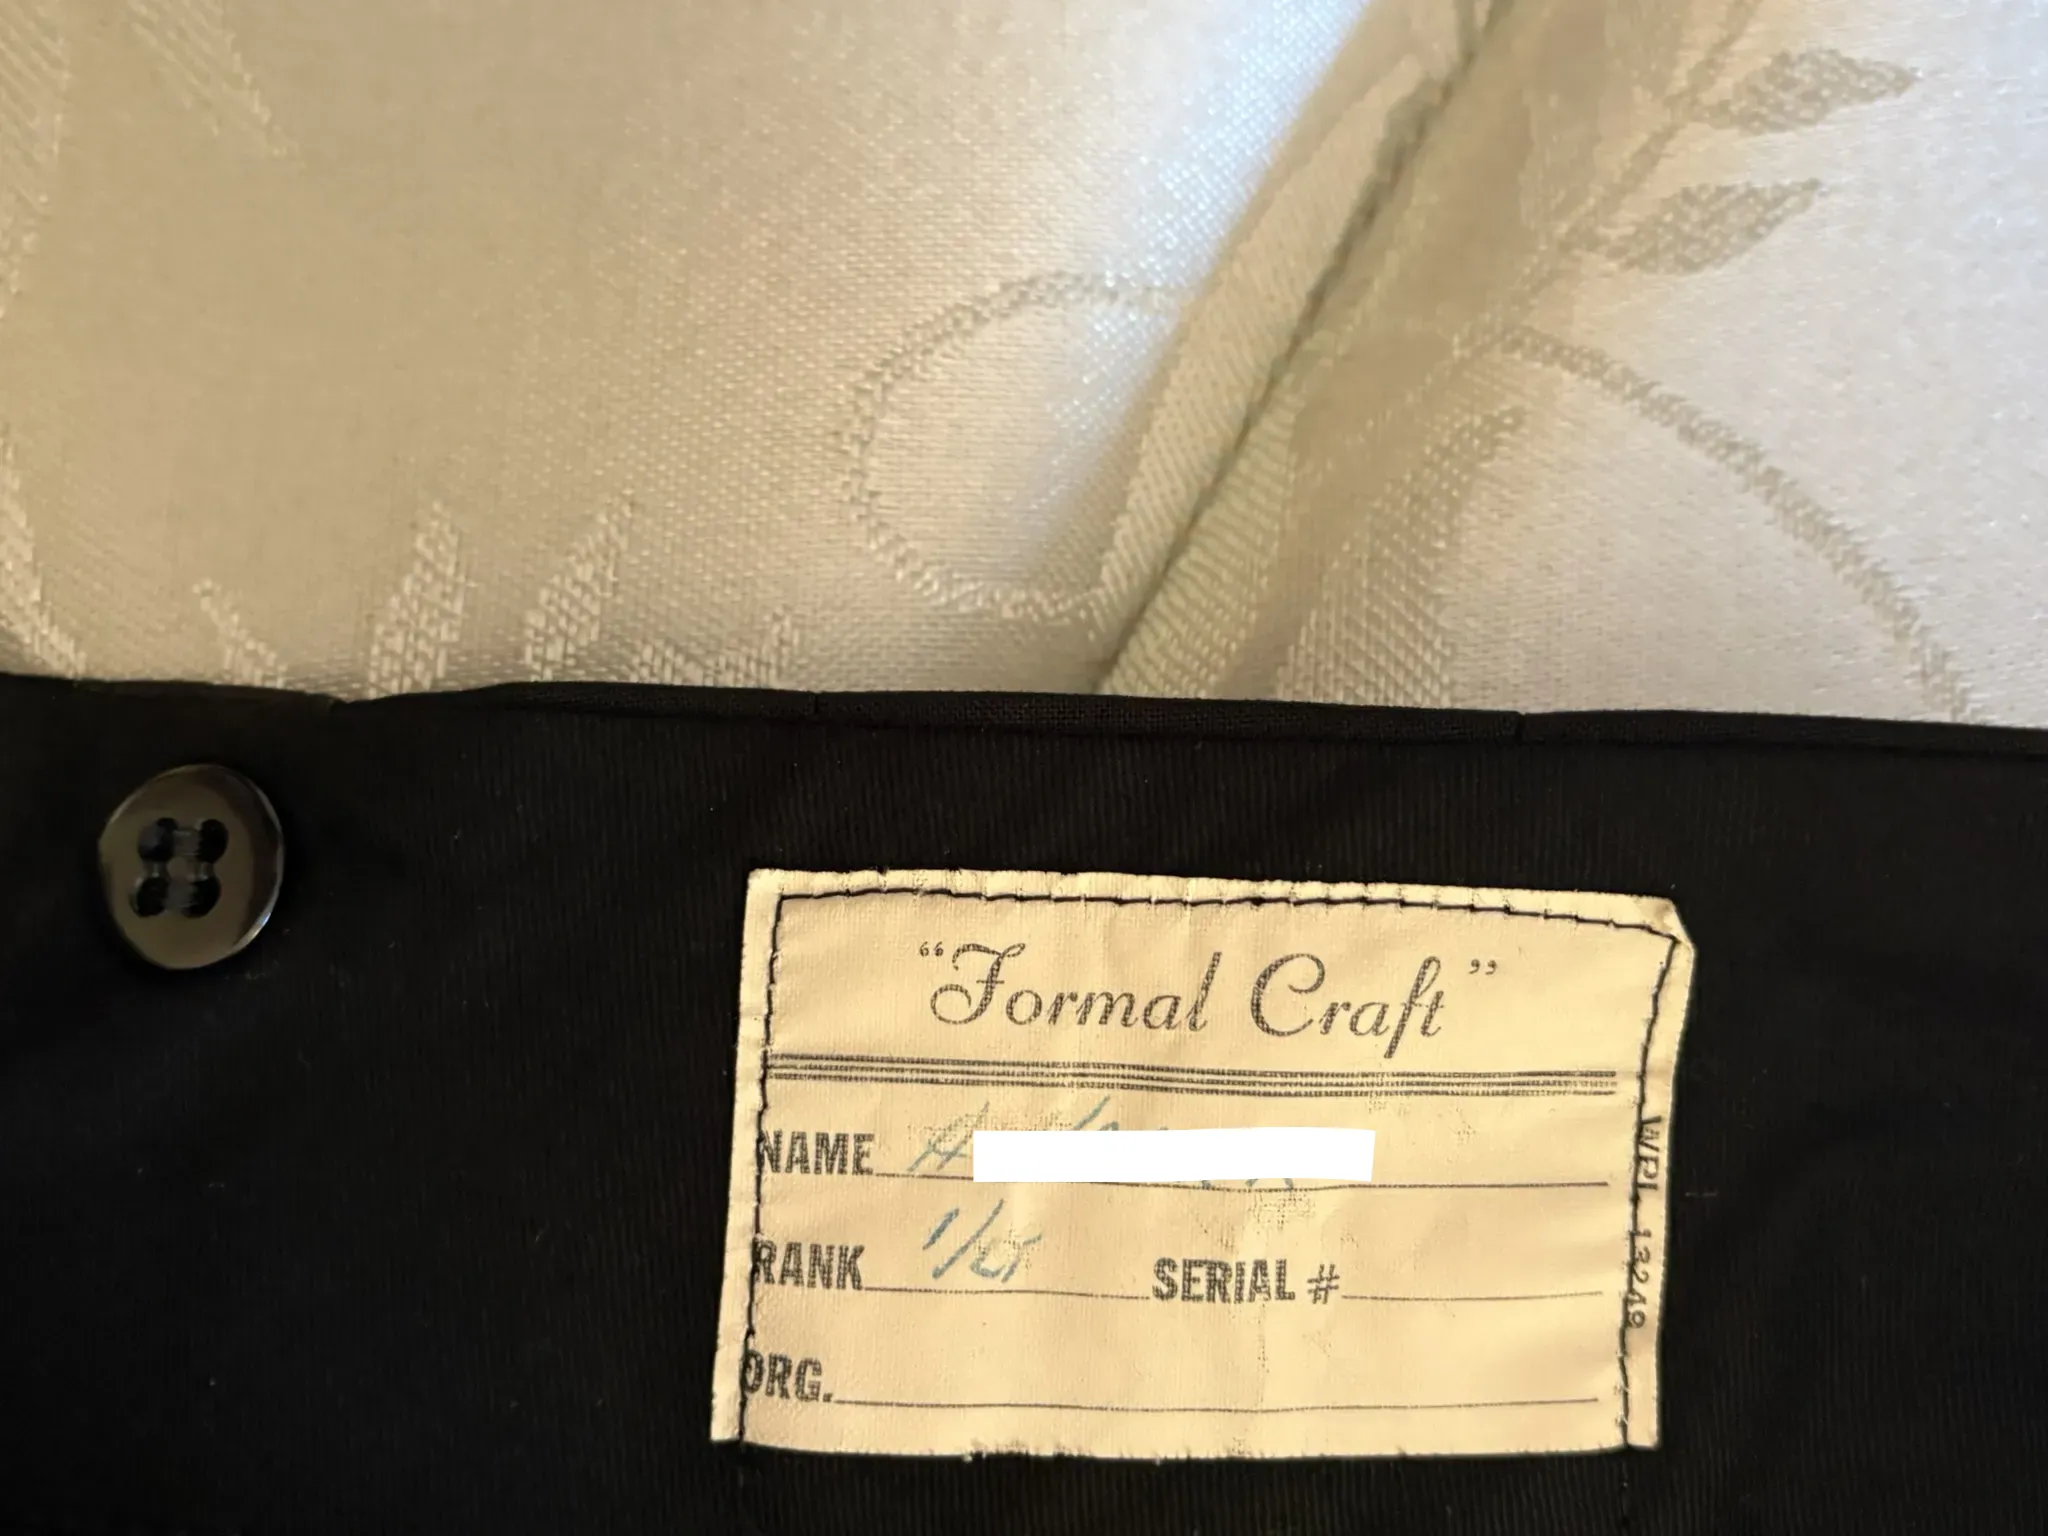 “Formal Craft”
NAME
RANK 1/Lt SERIAL #
ORG.
WPL 13249